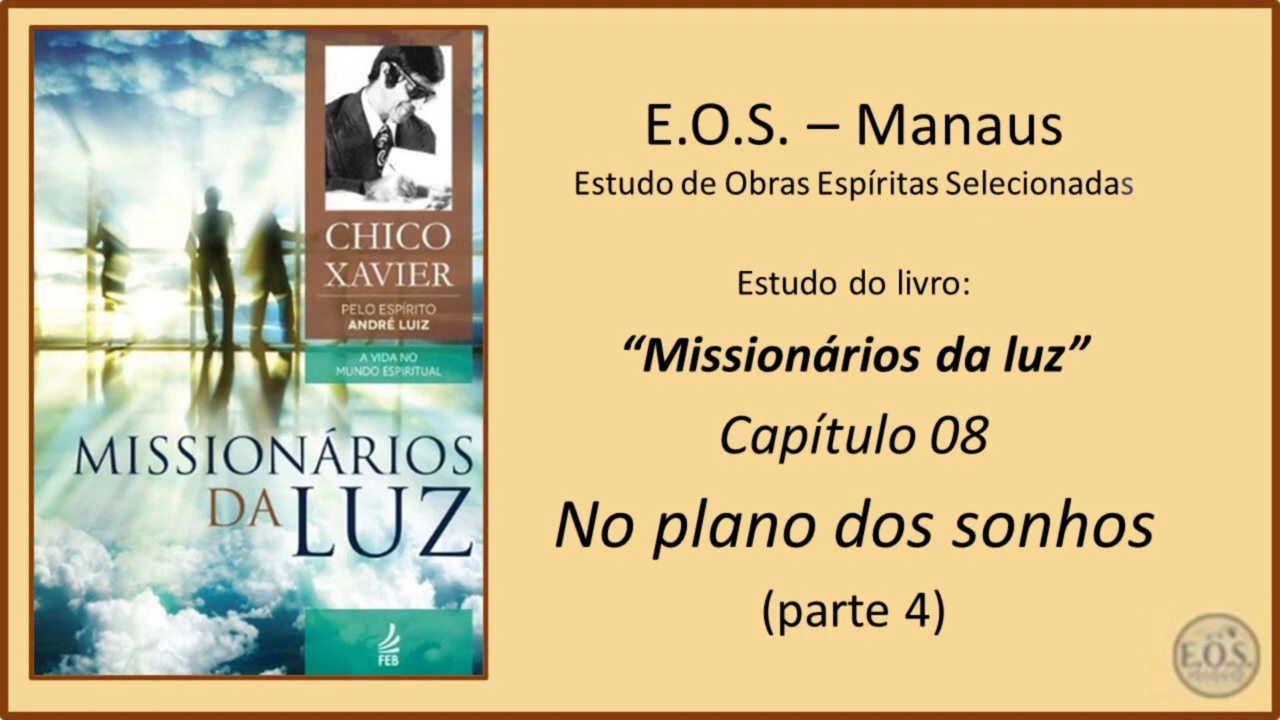 CHICO
XAVIER
PELO ESPÍRITO
ANDRÉ LUIZ
A VIDA NO
MUNDO ESPIRITUAL
MISSIONÁRIOS
DA LUZ
FEB
E.O.S. – Manaus
Estudo de Obras Espíritas Selecionadas
Estudo do livro:
“Missionários da luz”
Capítulo 08
No plano dos sonhos
(parte 4)
E.O.S.